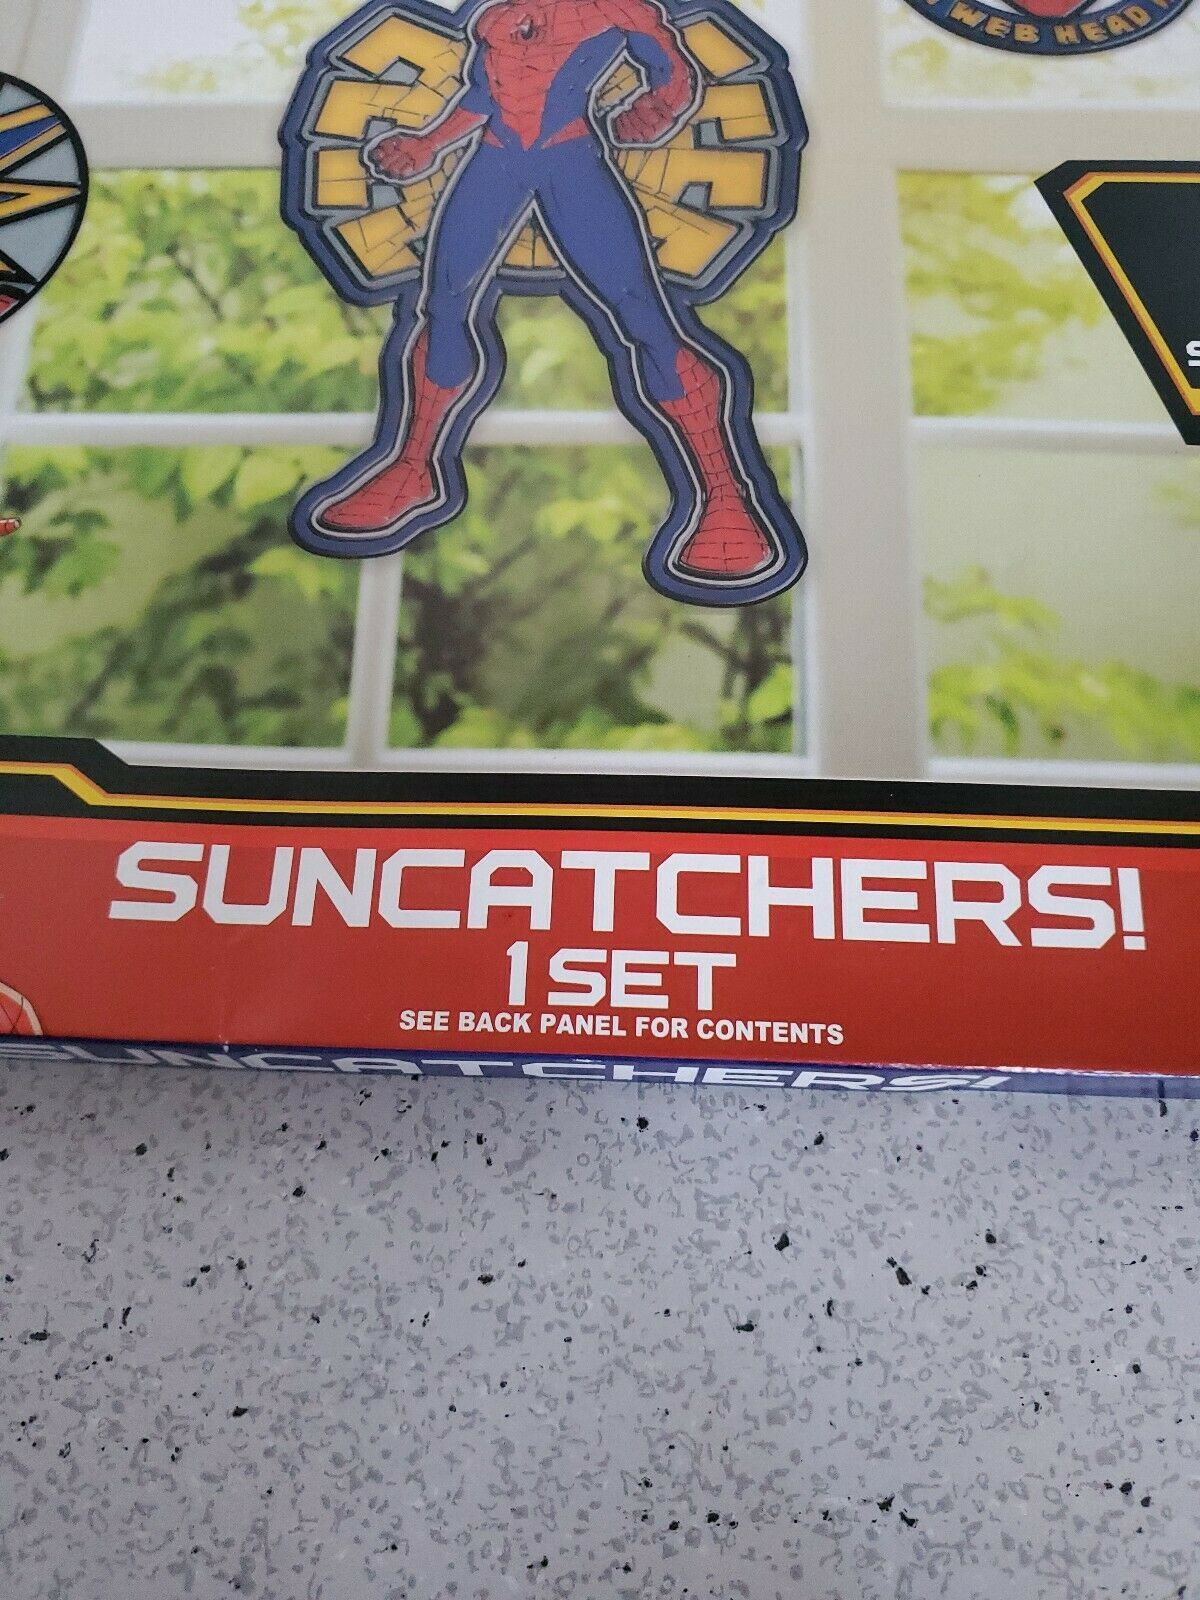 WEB HEAD
SUNCATCHERS!
1 SET
SEE BACK PANEL FOR CONTENTS
SUNCATCHERS!